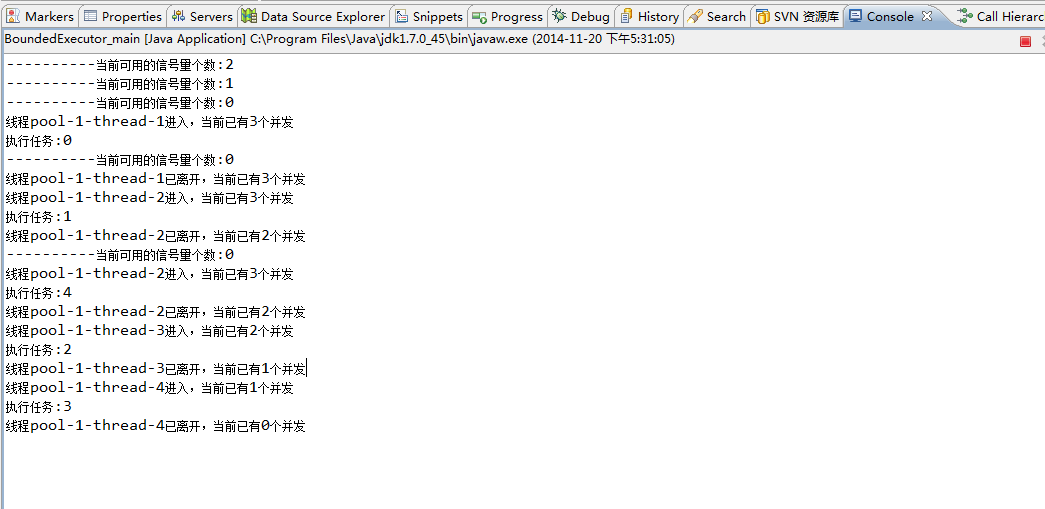 Markers Properties Servers Data Source Explorer Snippets Progress Debug History Search SVN 资源库 Console Call Hierarc
BoundedExecutor_main [Java Application] C:\Program Files\Java\jdk1.7.0_45\bin\javaw.exe (2014-11-20 下午5:31:05)
----------当前可用的信号量个数:2
----------当前可用的信号量个数:1
----------当前可用的信号量个数:0
线程pool-1-thread-1进入，当前已有3个并发
执行任务:0
----------当前可用的信号量个数:0
线程pool-1-thread-1已离开，当前已有3个并发
线程pool-1-thread-2进入，当前已有3个并发
执行任务:1
线程pool-1-thread-2已离开，当前已有2个并发
----------当前可用的信号量个数:0
线程pool-1-thread-2进入，当前已有3个并发
执行任务:4
线程pool-1-thread-2已离开，当前已有2个并发
线程pool-1-thread-3进入，当前已有2个并发
执行任务:2
线程pool-1-thread-3已离开，当前已有1个并发
线程pool-1-thread-4进入，当前已有1个并发
执行任务:3
线程pool-1-thread-4已离开，当前已有0个并发